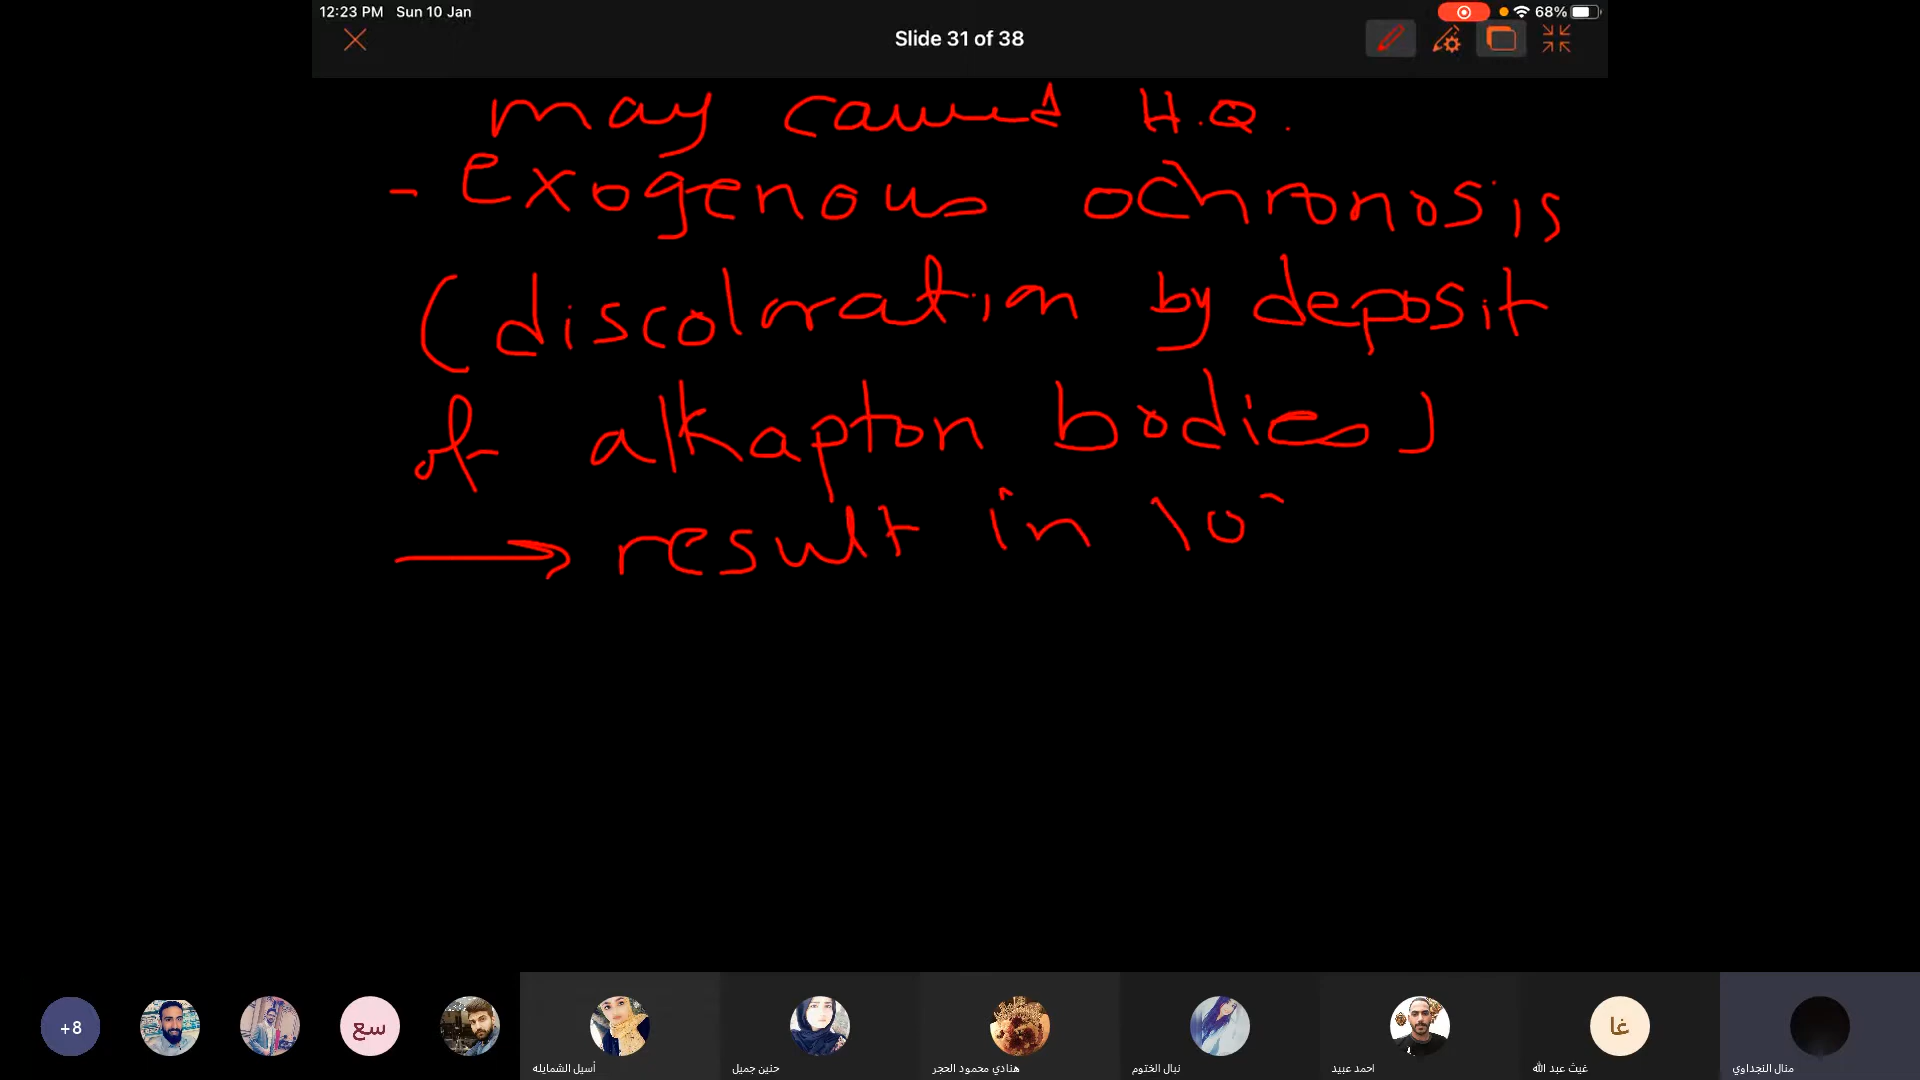 12:23 PM Sun 10 Jan
68%
Slide 31 of 38
may caused H.Q.
- exogenous ochronosis
(discoloration by deposit
of alkapton bodies)
→ result in
+8
سع
غا
أسيل الشمايله
حنين جميل
هنادي محمود الحجر
نبال الختوم
احمد عبيد
غيث عبد الله
منال النجداوي